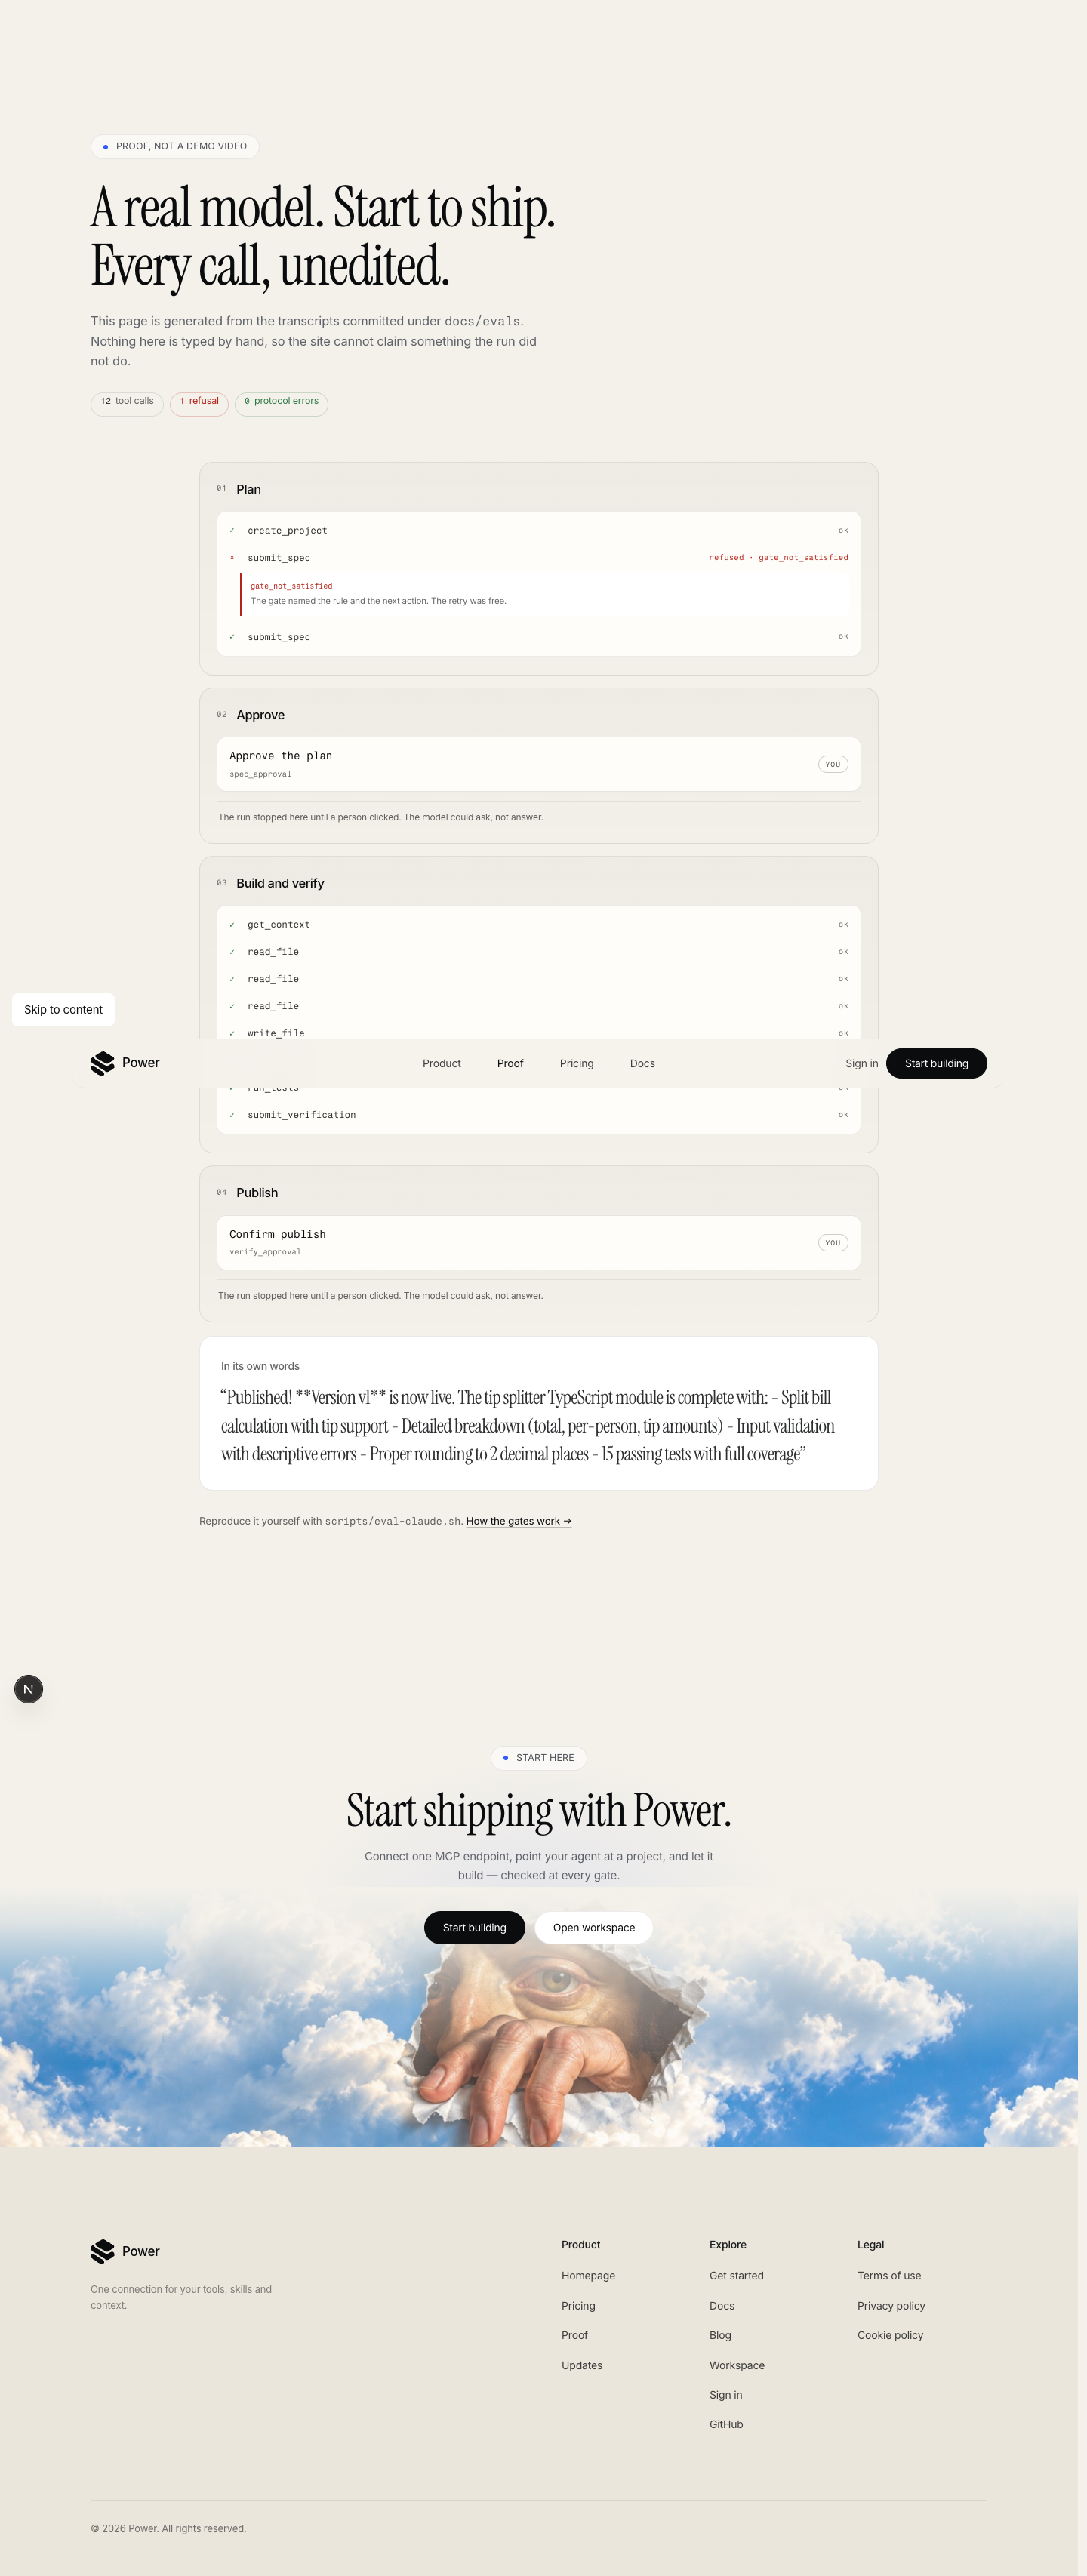 PROOF, NOT A DEMO VIDEO
A real model. Start to ship.
Every call, unedited.
This page is generated from the transcripts committed under docs/evals.
Nothing here is typed by hand, so the site cannot claim something the run did
not do.
12 tool calls
1 refusal
0 protocol errors
01 Plan
✓ create_project ok
× submit_spec refused · gate_not_satisfied
gate_not_satisfied
The gate named the rule and the next action. The retry was free.
✓ submit_spec ok
02 Approve
Approve the plan
spec_approval
YOU
The run stopped here until a person clicked. The model could ask, not answer.
03 Build and verify
✓ get_context ok
✓ read_file ok
✓ read_file ok
✓ read_file ok
Skip to content
✓ write_file ok
Power
Product
Proof
Pricing
Docs
Sign in
Start building
✓ run_tests ok
✓ submit_verification ok
04 Publish
Confirm publish
verify_approval
YOU
The run stopped here until a person clicked. The model could ask, not answer.
In its own words
“Published! **Version v1** is now live. The tip splitter TypeScript module is complete with: - Split bill
calculation with tip support - Detailed breakdown (total, per-person, tip amounts) - Input validation
with descriptive errors - Proper rounding to 2 decimal places - 15 passing tests with full coverage”
Reproduce it yourself with scripts/eval-claude.sh. How the gates work →
N
START HERE
Start shipping with Power.
Connect one MCP endpoint, point your agent at a project, and let it
build — checked at every gate.
Start building
Open workspace
Power
One connection for your tools, skills and
context.
Product
Homepage
Pricing
Proof
Updates
Explore
Get started
Docs
Blog
Workspace
Sign in
GitHub
Legal
Terms of use
Privacy policy
Cookie policy
© 2026 Power. All rights reserved.